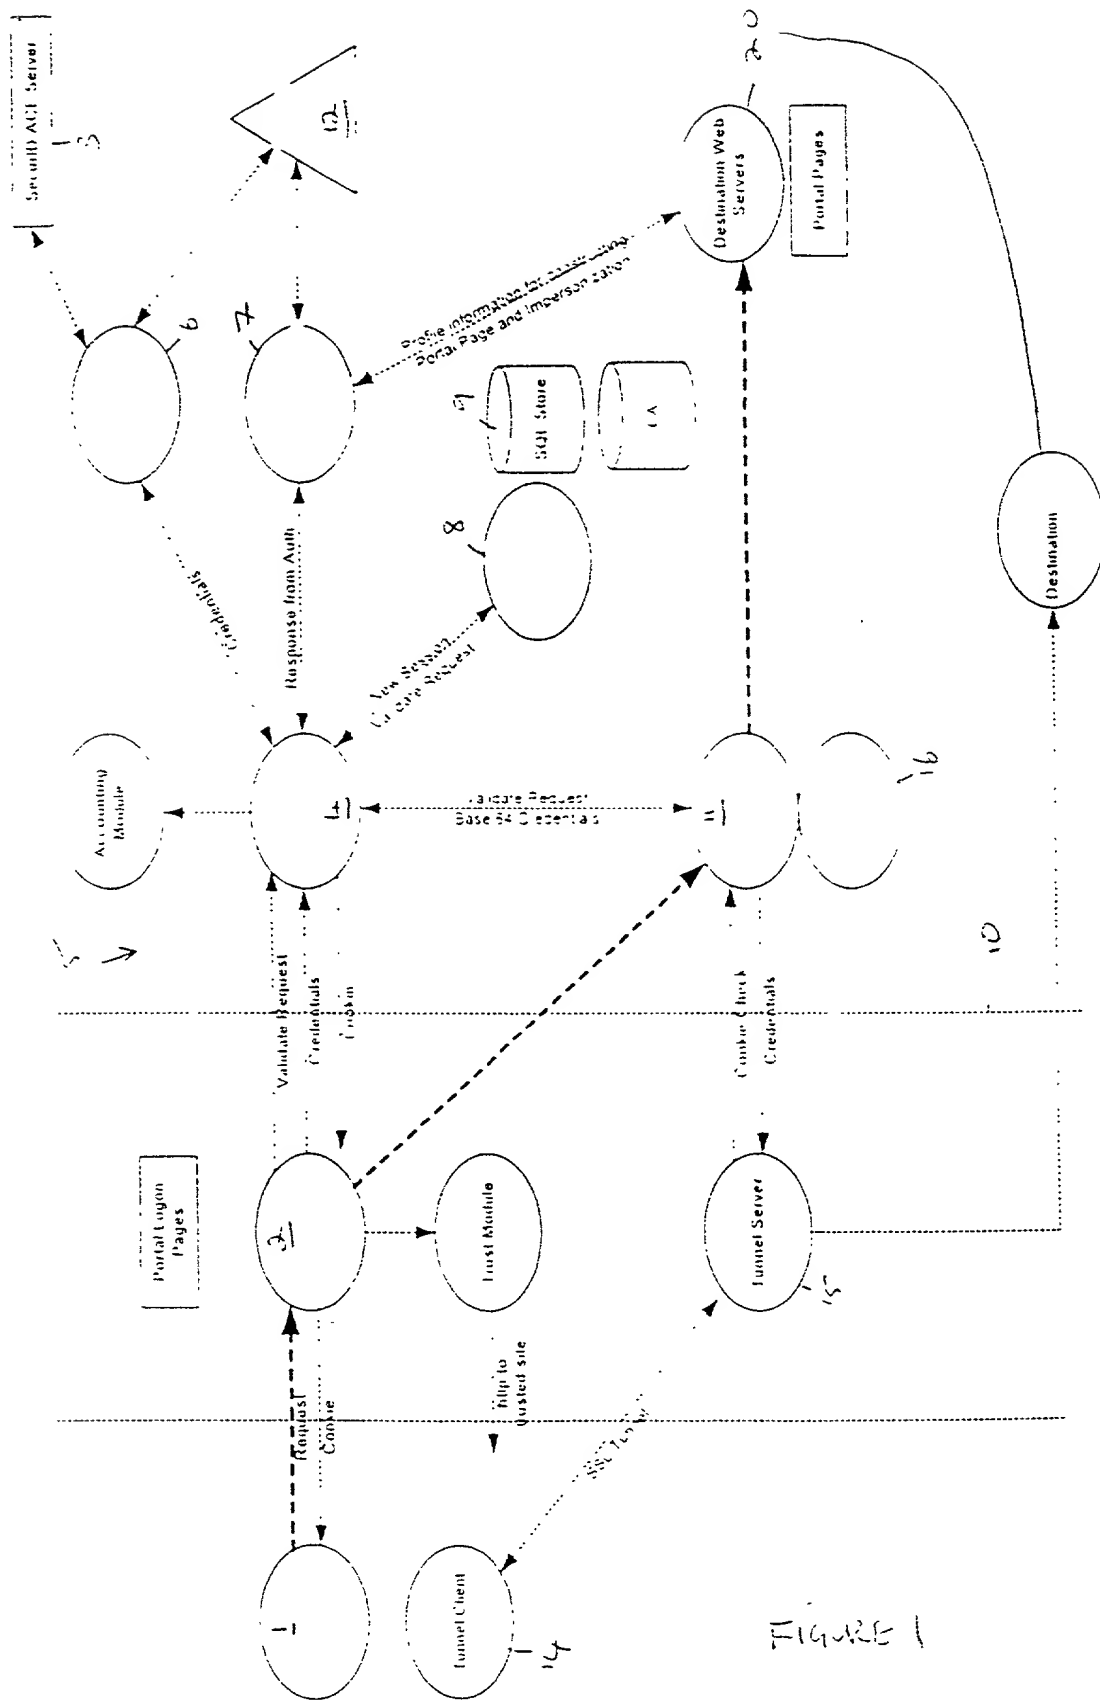 SecurID ACE Server
3
12
6
7
Credentials
Response from Auth
Profile information for constructing
Portal Page and Impersonization
20
Destination Web
Servers
Portal Pages
9
SQL Store
CA
8
New Session
Validate Request
Accounting
Module
4
Validate Request
Base 64 Credentials
11
16
Destination
5
Validate Request
Credentials
Cookie
Cookie Check
Credentials
10
Portal Logon
Pages
2
Trust Module
Tunnel Server
15
Request
Cookie
http to
trusted site
SSL Tunnel
1
Tunnel Client
14
FIGURE 1